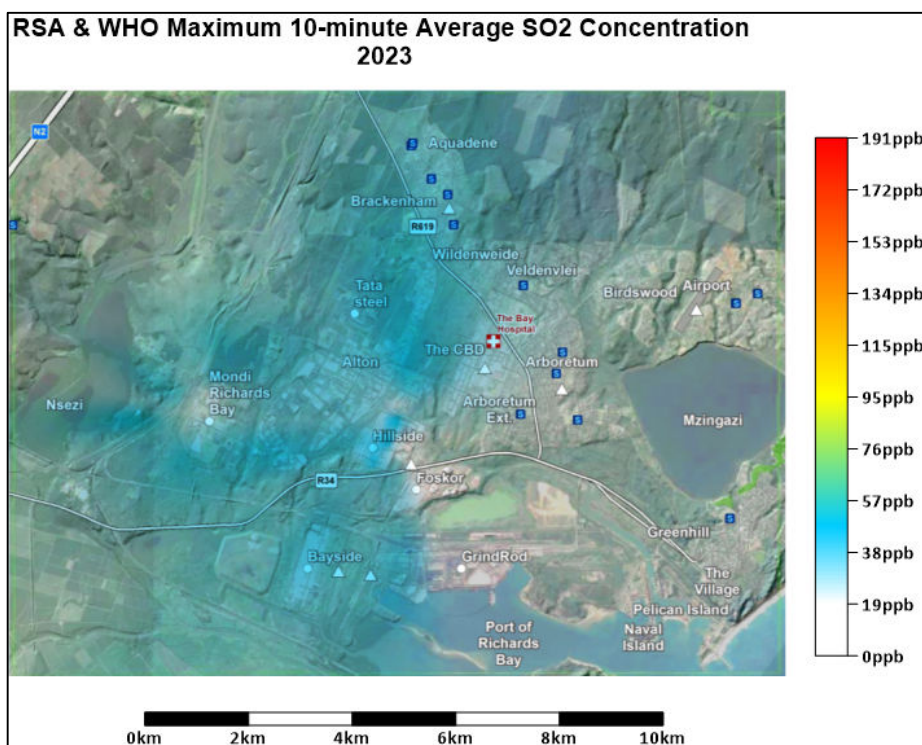 RSA & WHO Maximum 10-minute Average SO2 Concentration
2023
N2
S
Aquadene
S
S
Brackenham
S
S
R619
Wildenweide
Veldenvlei
S
Tata
steel
Birdswood
Airport
S
S
The Bay
Hospital
The CBD
Alton
S
Arboretum
S
Mondi
Richards
Bay
Nsezi
Arboretum
Ext.
S
S
Mzingazi
Hillside
R34
Foskor
S
Greenhill
Bayside
GrindRod
The
Village
Pelican Island
Port of
Richards
Bay
Naval
Island
191ppb
172ppb
153ppb
134ppb
115ppb
95ppb
76ppb
57ppb
38ppb
19ppb
0ppb
0km
2km
4km
6km
8km
10km